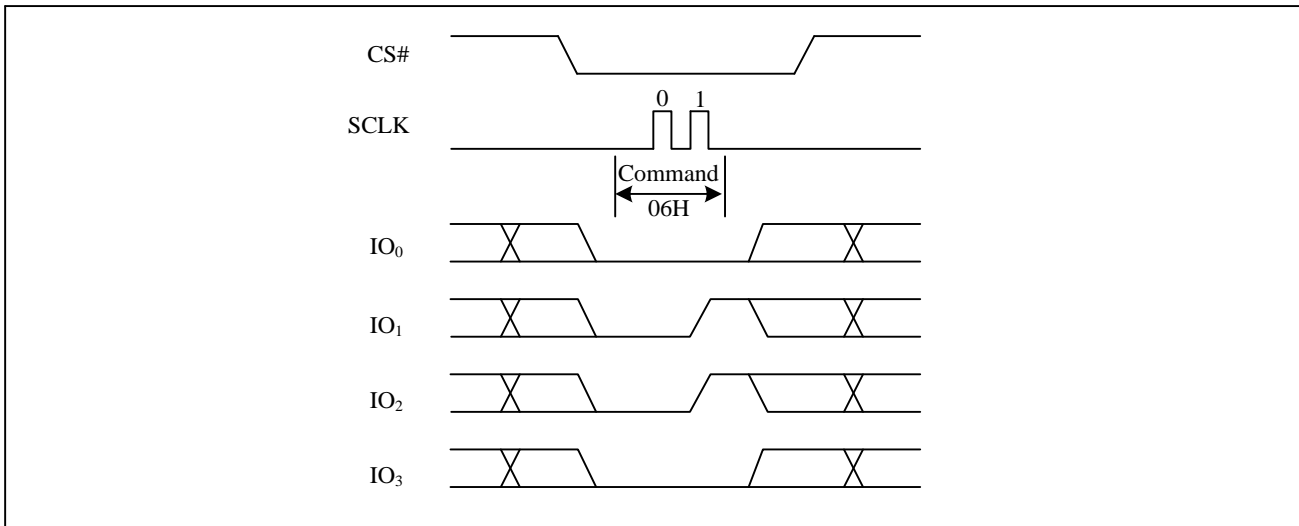 CS#
0 1
SCLK
Command
06H
IO₀
IO₁
IO₂
IO₃